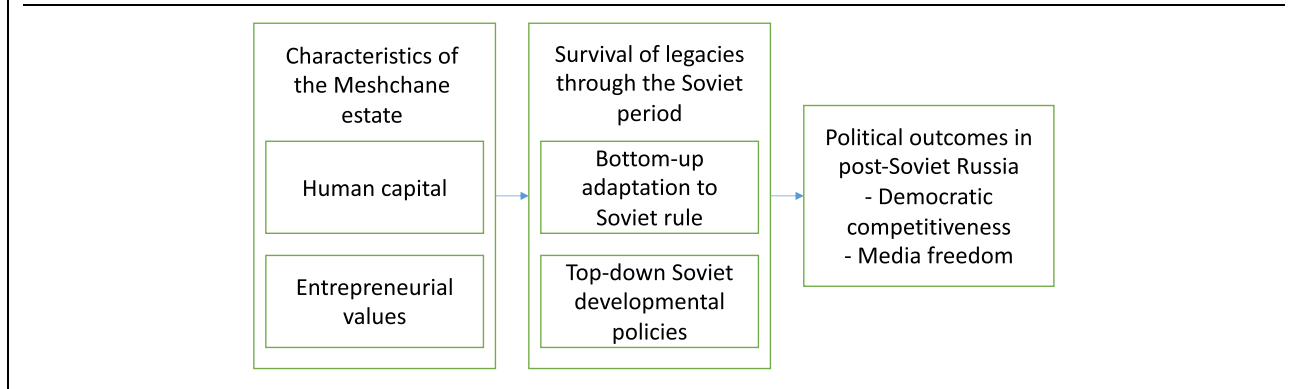 Characteristics of
the Meshchane
estate
Human capital
Entrepreneurial
values
Survival of legacies
through the Soviet
period
Bottom-up
adaptation to
Soviet rule
Top-down Soviet
developmental
policies
Political outcomes in
post-Soviet Russia
- Democratic
competitiveness
- Media freedom